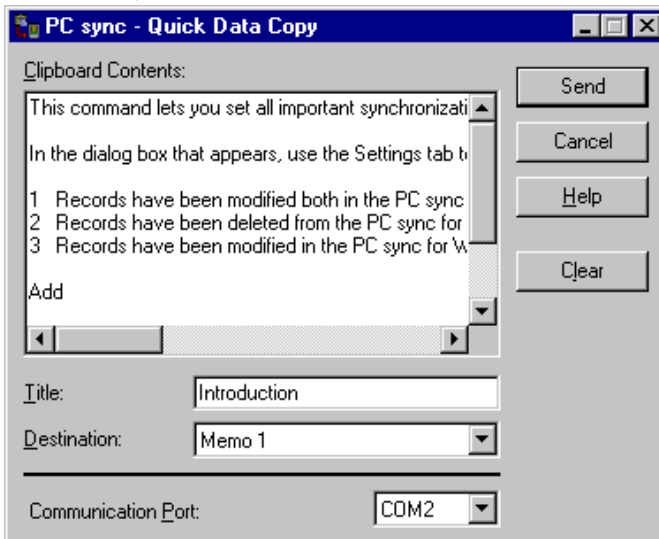 PC sync - Quick Data Copy
Clipboard Contents:
This command lets you set all important synchronizati
In the dialog box that appears, use the Settings tab t
1 Records have been modified both in the PC sync
2 Records have been deleted from the PC sync for
3 Records have been modified in the PC sync for W
Add
Send
Cancel
Help
Clear
Title: Introduction
Destination: Memo 1
Communication Port: COM2